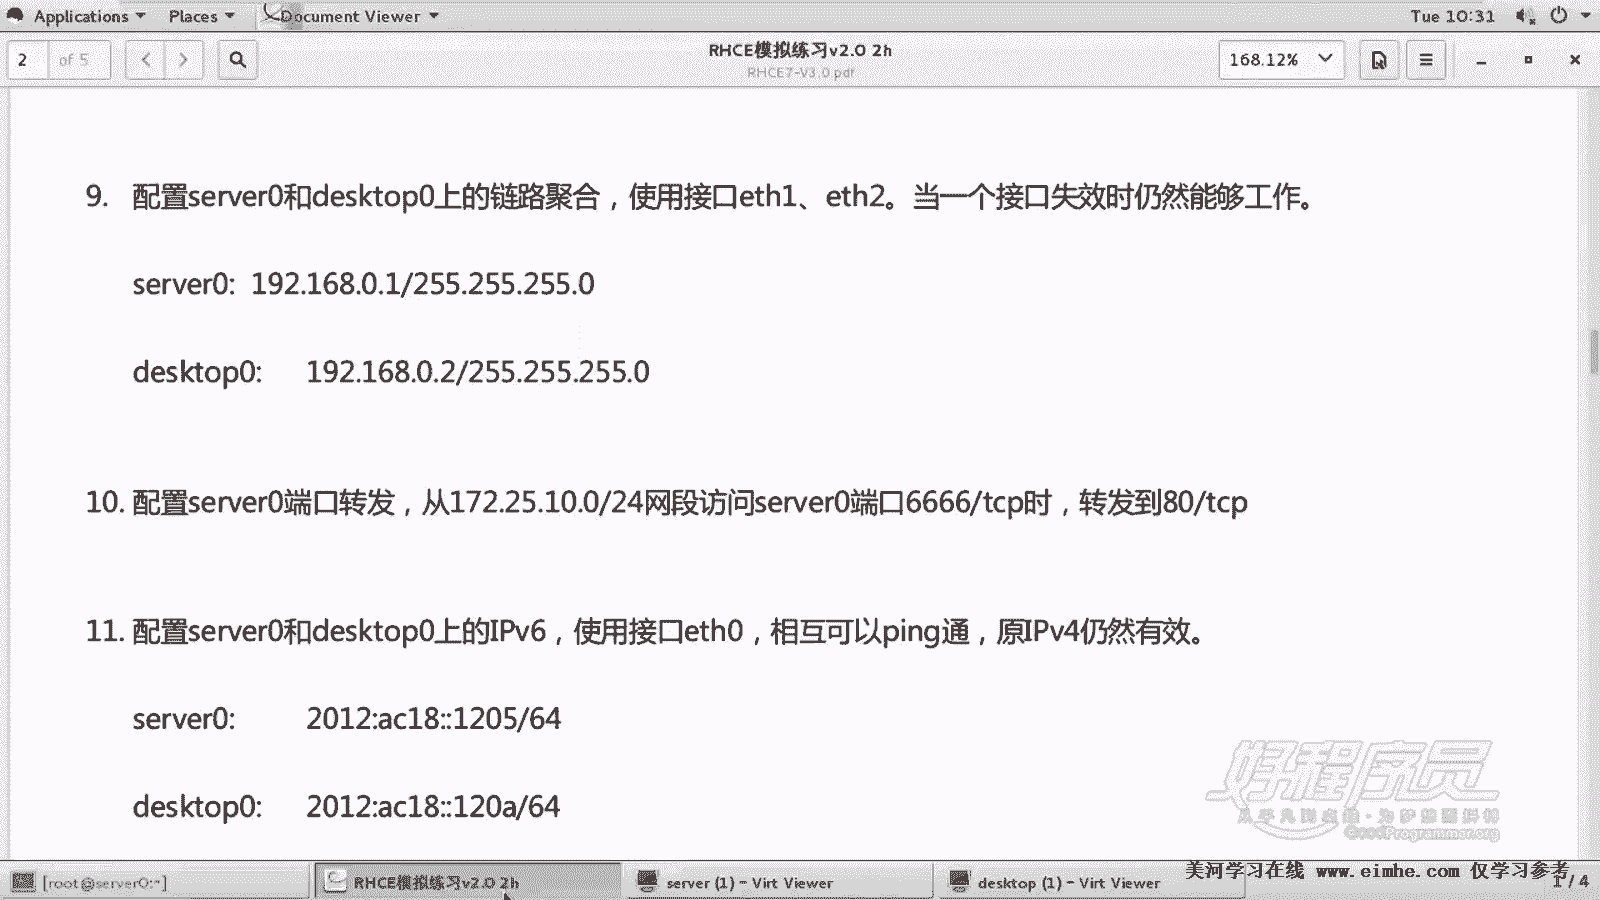 Applications Places Document Viewer Tue 10:31
2 of 5 RHCE模拟练习v2.0 2h 168.12%
RHCE7-V3.0.pdf
9. 配置server0和desktop0上的链路聚合，使用接口eth1、eth2。当一个接口失效时仍然能够工作。
server0: 192.168.0.1/255.255.255.0
desktop0: 192.168.0.2/255.255.255.0
10. 配置server0端口转发，从172.25.10.0/24网段访问server0端口6666/tcp时，转发到80/tcp
11. 配置server0和desktop0上的IPv6，使用接口eth0，相互可以ping通，原IPv4仍然有效。
server0: 2012:ac18::1205/64
desktop0: 2012:ac18::120a/64
好程序员
GoodProgrammer.org
美河学习在线 www.eimhe.com 仅学习参考
[root@server0:~] RHCE模拟练习v2.0 2h server (1) - Virt Viewer desktop (1) - Virt Viewer 1 / 4